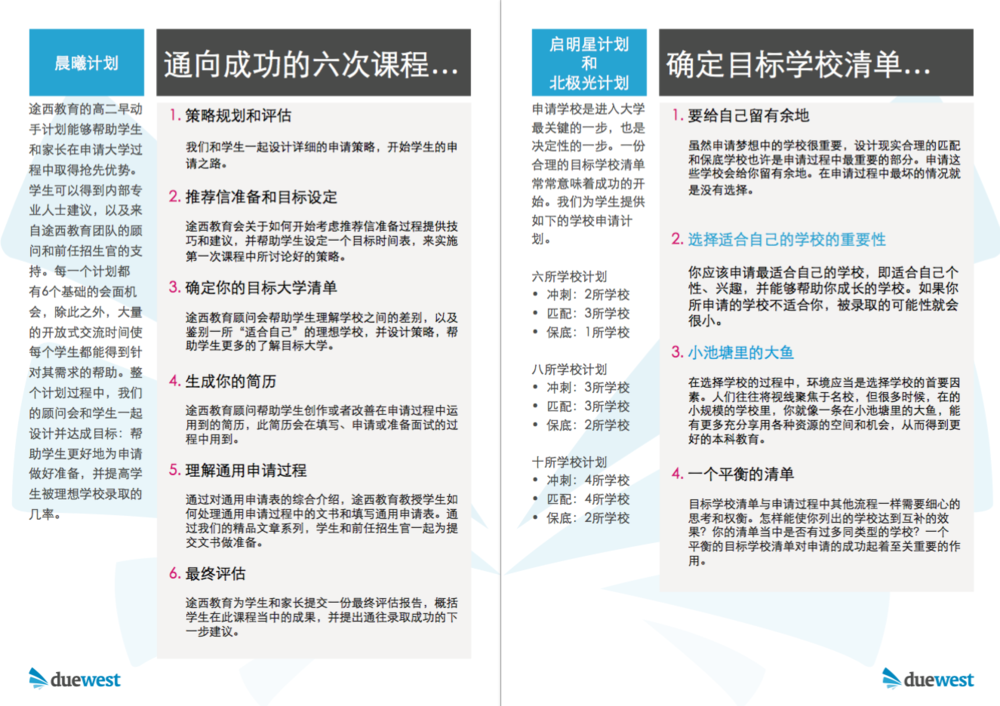 晨曦计划
途西教育的高二早动
手计划能够帮助学生
和家长在申请大学过
程中取得抢先优势。
学生可以得到内部专
业人士建议，以及来
自途西教育团队的顾
问和前任招生官的支
持。每一个计划都
有6个基础的会面机
会，除此之外，大量
的开放式交流时间使
每个学生都能得到针
对其需求的帮助。整
个计划过程中，我们
的顾问会和学生一起
设计并达成目标：帮
助学生更好地为申请
做好准备，并提高学
生被理想学校录取的
几率。
通向成功的六次课程...
1. 策略规划和评估
我们和学生一起设计详细的申请策略，开始学生的申
请之路。
2. 推荐信准备和目标设定
途西教育会关于如何开始考虑推荐信准备过程提供技
巧和建议，并帮助学生设定一个目标时间表，来实施
第一次课程中所讨论好的策略。
3. 确定你的目标大学清单
途西教育顾问会帮助学生理解学校之间的差别，以及
鉴别一所“适合自己”的理想学校，并设计策略，帮
助学生更多的了解目标大学。
4. 生成你的简历
途西教育顾问帮助学生创作或者改善在申请过程中运
用到的简历，此简历会在填写、申请或准备面试的过
程中用到。
5. 理解通用申请过程
通过对通用申请表的综合介绍，途西教育教授学生如
何处理通用申请过程中的文书和填写通用申请表。通
过我们的精品文章系列，学生和前任招生官一起为提
交文书做准备。
6. 最终评估
途西教育为学生和家长提交一份最终评估报告，概括
学生在此课程当中的成果，并提出通往录取成功的下
一步建议。
duewest
启明星计划
和
北极光计划
申请学校是进入大学
最关键的一步，也是
决定性的一步。一份
合理的目标学校清单
常常意味着成功的开
始。我们为学生提供
如下的学校申请计
划。
六所学校计划
• 冲刺：2所学校
• 匹配：3所学校
• 保底：1所学校
八所学校计划
• 冲刺：3所学校
• 匹配：3所学校
• 保底：2所学校
十所学校计划
• 冲刺：4所学校
• 匹配：4所学校
• 保底：2所学校
确定目标学校清单...
1. 要给自己留有余地
虽然申请梦想中的学校很重要，设计现实合理的匹配
和保底学校也许是申请过程中最重要的部分。申请这
些学校会给你留有余地。在申请过程中最坏的情况就
是没有选择。
2. 选择适合自己的学校的重要性
你应该申请最适合自己的学校，即适合自己个
性、兴趣，并能够帮助你成长的学校。如果你
所申请的学校不适合你，被录取的可能性就会
很小。
3. 小池塘里的大鱼
在选择学校的过程中，环境应当是选择学校的首要因
素。人们往往将视线聚焦于名校，但很多时候，在的
小规模的学校里，你就像一条在小池塘里的大鱼，能
有更多充分享用各种资源的空间和机会，从而得到更
好的本科教育。
4. 一个平衡的清单
目标学校清单与申请过程中其他流程一样需要细心的
思考和权衡。怎样能使你列出的学校达到互补的效
果？你的清单当中是否有过多同类型的学校？一个
平衡的目标学校清单对申请的成功起着至关重要的作
用。
duewest